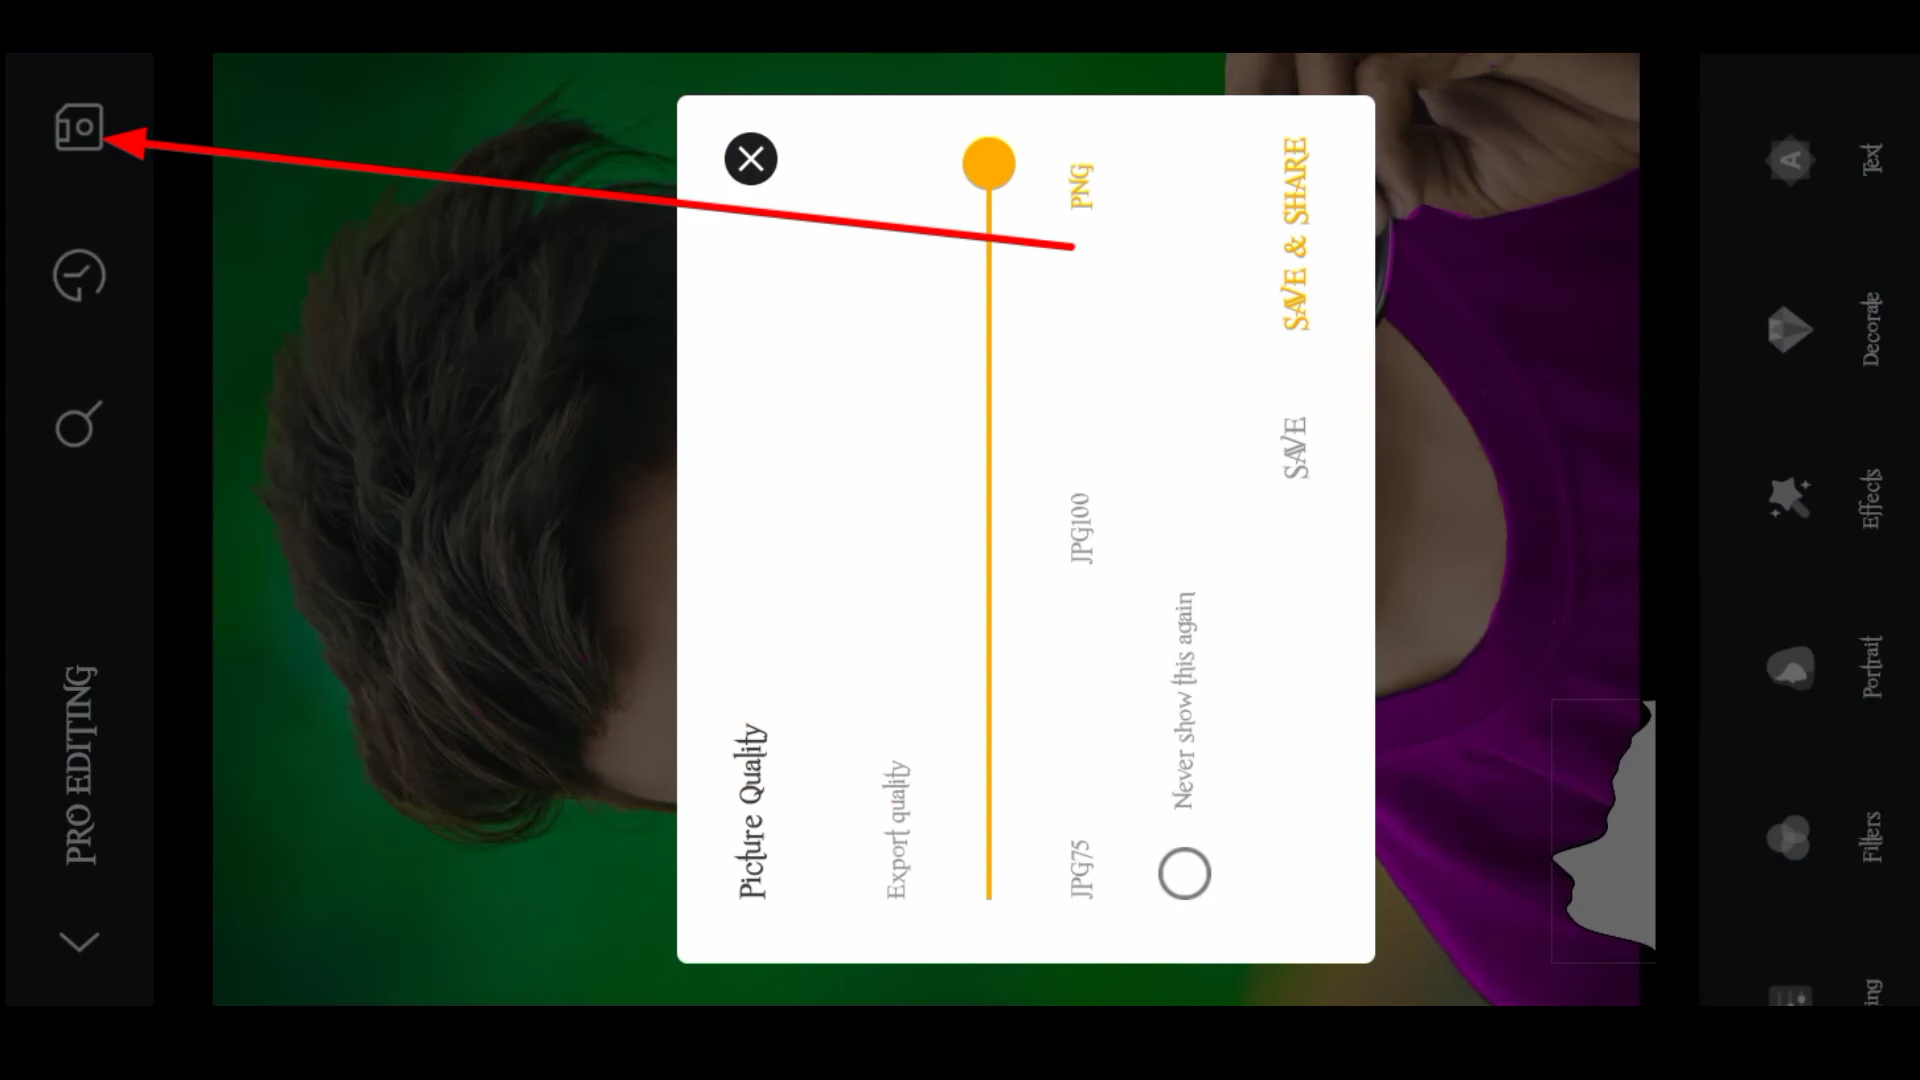 PRO EDITING
Picture Quality
Export quality
JPG75
JPG100
PNG
Never show this again
SAVE
SAVE & SHARE
ing
Filters
Portrait
Effects
Decorate
Text